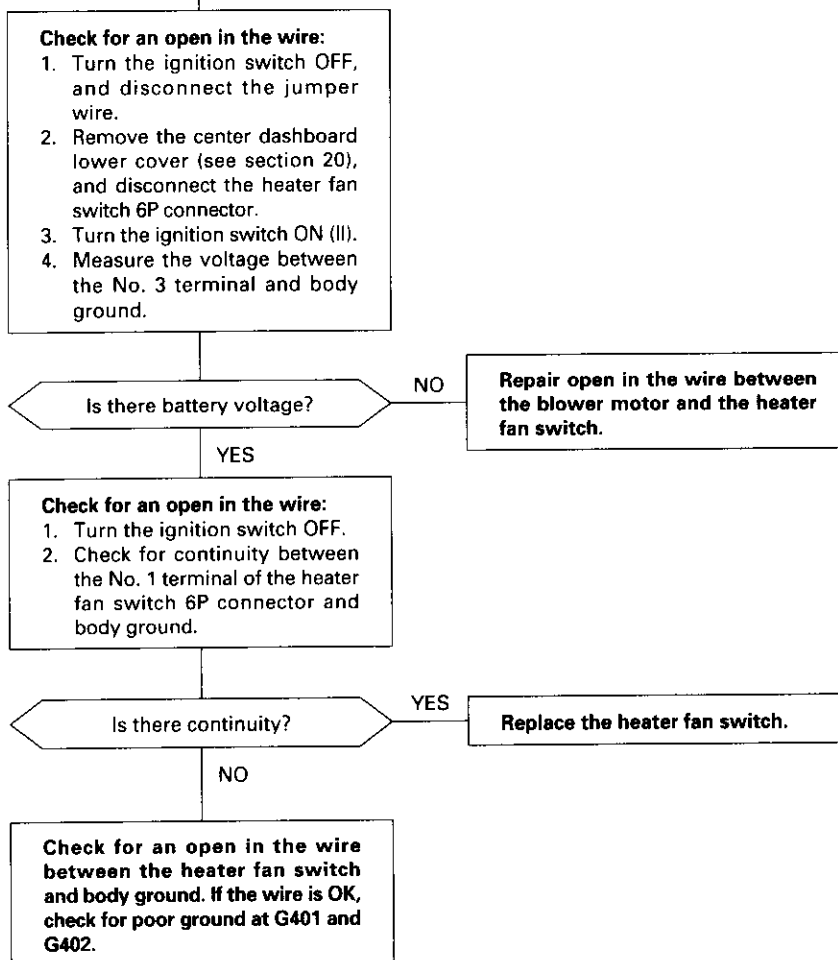 Check for an open in the wire:
1. Turn the ignition switch OFF,
and disconnect the jumper
wire.
2. Remove the center dashboard
lower cover (see section 20),
and disconnect the heater fan
switch 6P connector.
3. Turn the ignition switch ON (II).
4. Measure the voltage between
the No. 3 terminal and body
ground.
Is there battery voltage?
NO
Repair open in the wire between
the blower motor and the heater
fan switch.
YES
Check for an open in the wire:
1. Turn the ignition switch OFF.
2. Check for continuity between
the No. 1 terminal of the heater
fan switch 6P connector and
body ground.
Is there continuity?
YES
Replace the heater fan switch.
NO
Check for an open in the wire
between the heater fan switch
and body ground. If the wire is OK,
check for poor ground at G401 and
G402.